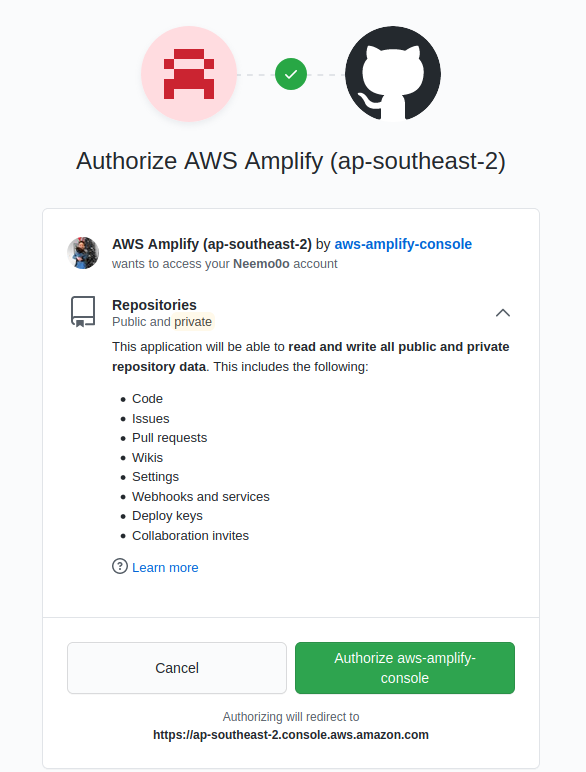 Authorize AWS Amplify (ap-southeast-2)
AWS Amplify (ap-southeast-2) by aws-amplify-console
wants to access your Neemo0o account
Repositories
Public and private
This application will be able to read and write all public and private
repository data. This includes the following:
Code
Issues
Pull requests
Wikis
Settings
Webhooks and services
Deploy keys
Collaboration invites
Learn more
Cancel
Authorize aws-amplify-
console
Authorizing will redirect to
https://ap-southeast-2.console.aws.amazon.com